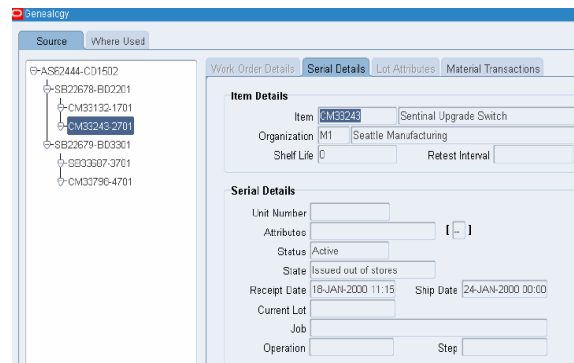 Genealogy
Source Where Used
AS62444-CD1502
SB22678-BD2201
CM33132-1701
CM33243-2701
SB22679-BD3301
SB33687-3701
CM33796-4701
Work Order Details Serial Details Lot Attributes Material Transactions
Item Details
Item CM33243 Sentinal Upgrade Switch
Organization M1 Seattle Manufacturing
Shelf Life 0 Retest Interval
Serial Details
Unit Number
Attributes [ .. ]
Status Active
State Issued out of stores
Receipt Date 18-JAN-2000 11:15 Ship Date 24-JAN-2000 00:00
Current Lot
Job
Operation Step